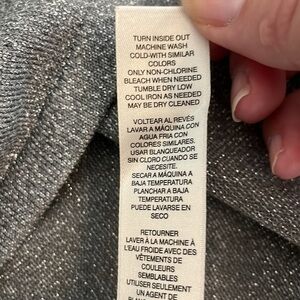 TURN INSIDE OUT
MACHINE WASH
COLD-WITH SIMILAR
COLORS
ONLY NON-CHLORINE
BLEACH WHEN NEEDED
TUMBLE DRY LOW
COOL IRON AS NEEDED
MAY BE DRY CLEANED
VOLTEAR AL REVÉS
LAVAR A MÁQUINA CON
AGUA FRIA CON
COLORES SIMILARES.
USAR BLANQUEADOR
SIN CLORO CUANDO SE
NECESITE.
SECAR A MÁQUINA A
BAJA TEMPERATURA
PLANCHAR A BAJA
TEMPERATURA
PUEDE LAVARSE EN
SECO
RETOURNER
LAVER À LA MACHINE À
L'EAU FROIDE AVEC DES
VÊTEMENTS DE
COULEURS
SEMBLABLES
UTILISER SEULEMENT
UN AGENT DE